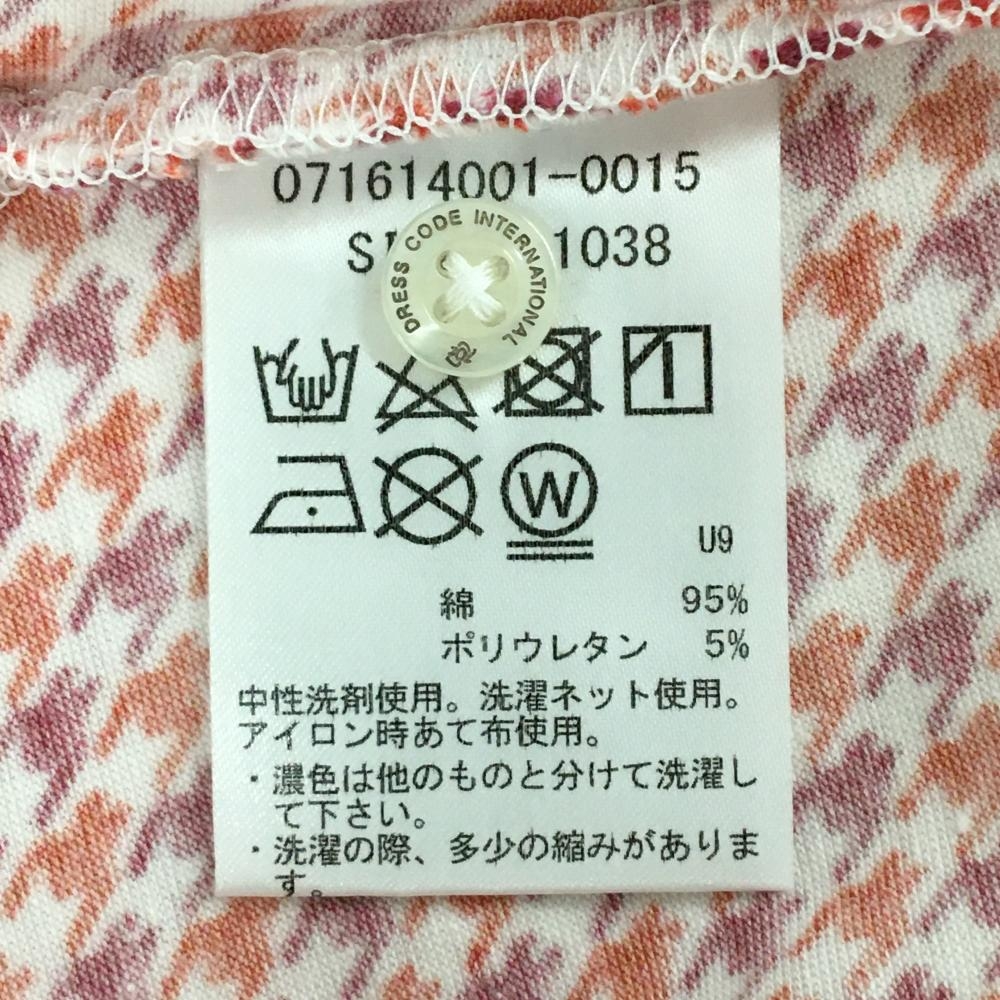 071614001-0015
1038
DRESS CODE INTERNATIONAL
W
U9
綿 95%
ポリウレタン 5%
中性洗剤使用。洗濯ネット使用。
アイロン時あて布使用。
・濃色は他のものと分けて洗濯し
て下さい。
・洗濯の際、多少の縮みがありま
す。